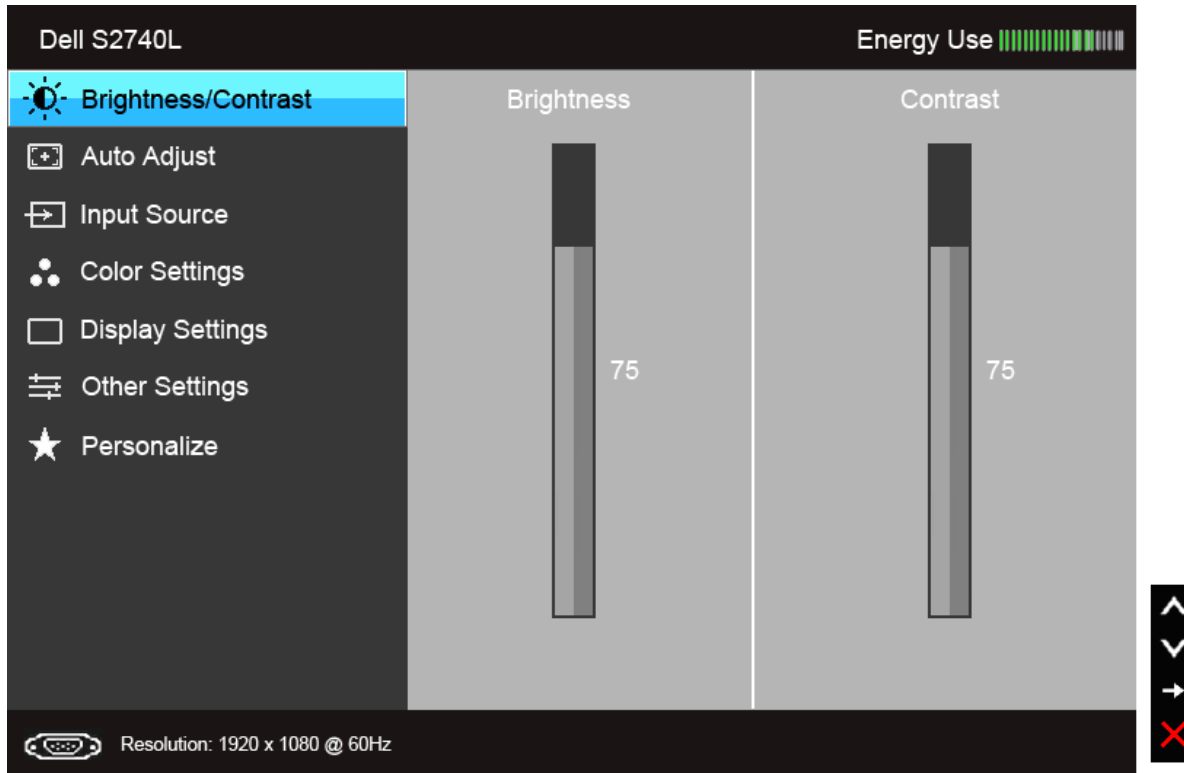 Dell S2740L
Energy Use
Brightness/Contrast
Brightness
Contrast
Auto Adjust
Input Source
Color Settings
Display Settings
75
75
Other Settings
Personalize
Resolution: 1920 x 1080 @ 60Hz